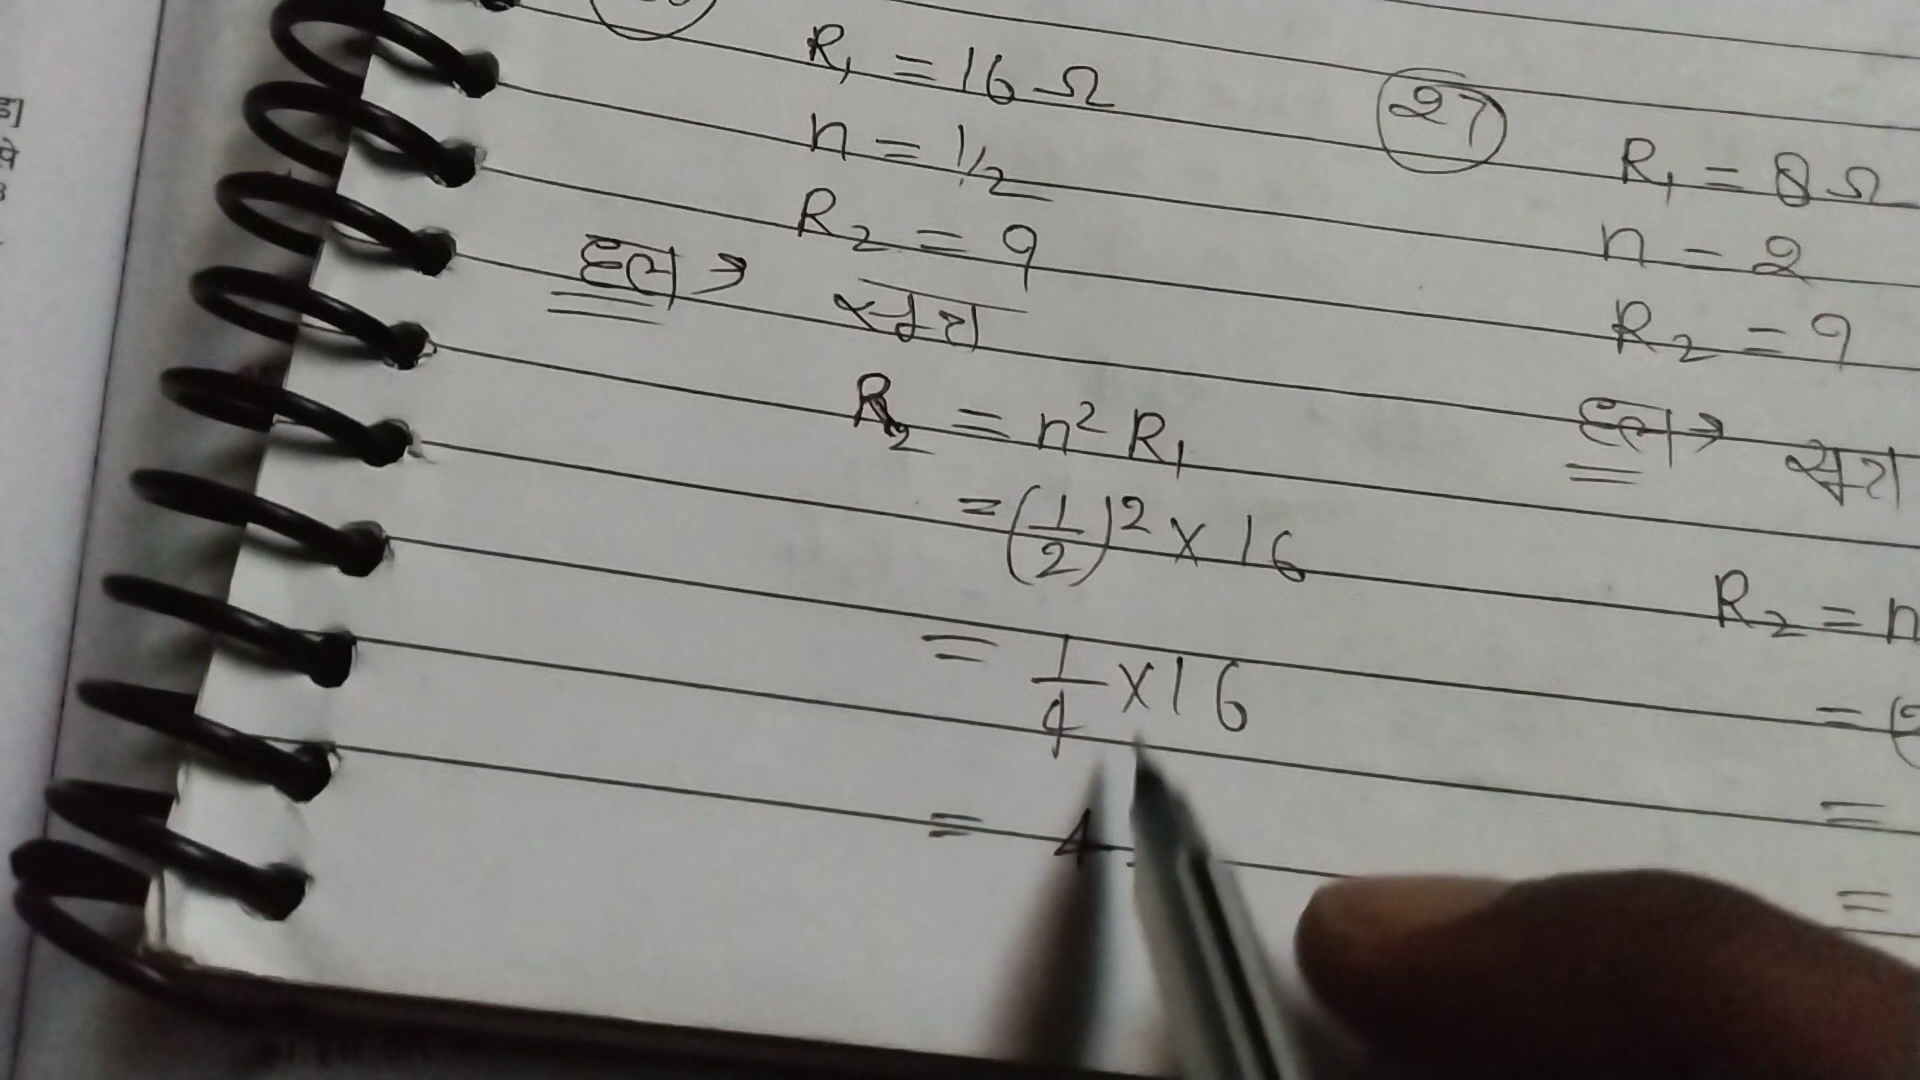 R₁ = 16 Ω
n = 1/2
R₂ = ?
हल → सूत्र
R₂ = n² R₁
= (1/2)² × 16
= 1/4 × 16
= 4
27
R₁ = 8 Ω
n = 2
R₂ = ?
हल → सूत्र
R₂ = n
=
=
=